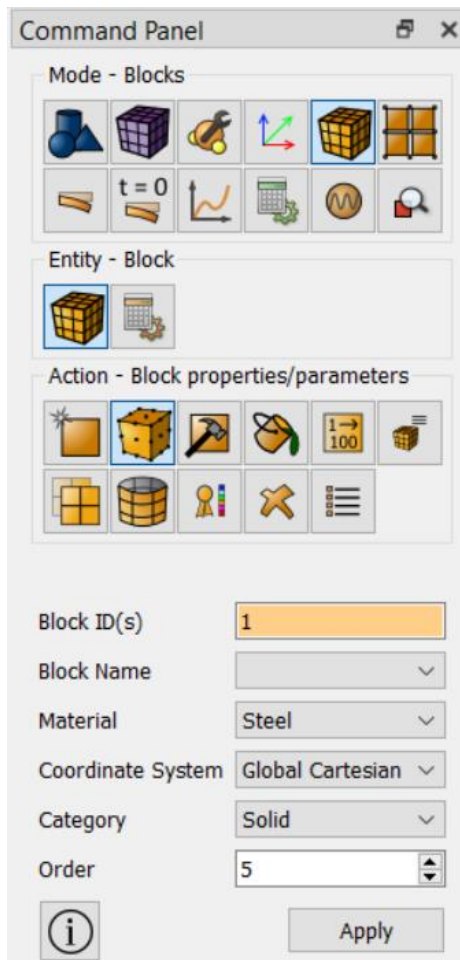 Command Panel
Mode - Blocks
t = 0
Entity - Block
Action - Block properties/parameters
1→
100
Block ID(s) 1
Block Name
Material Steel
Coordinate System Global Cartesian
Category Solid
Order 5
i Apply